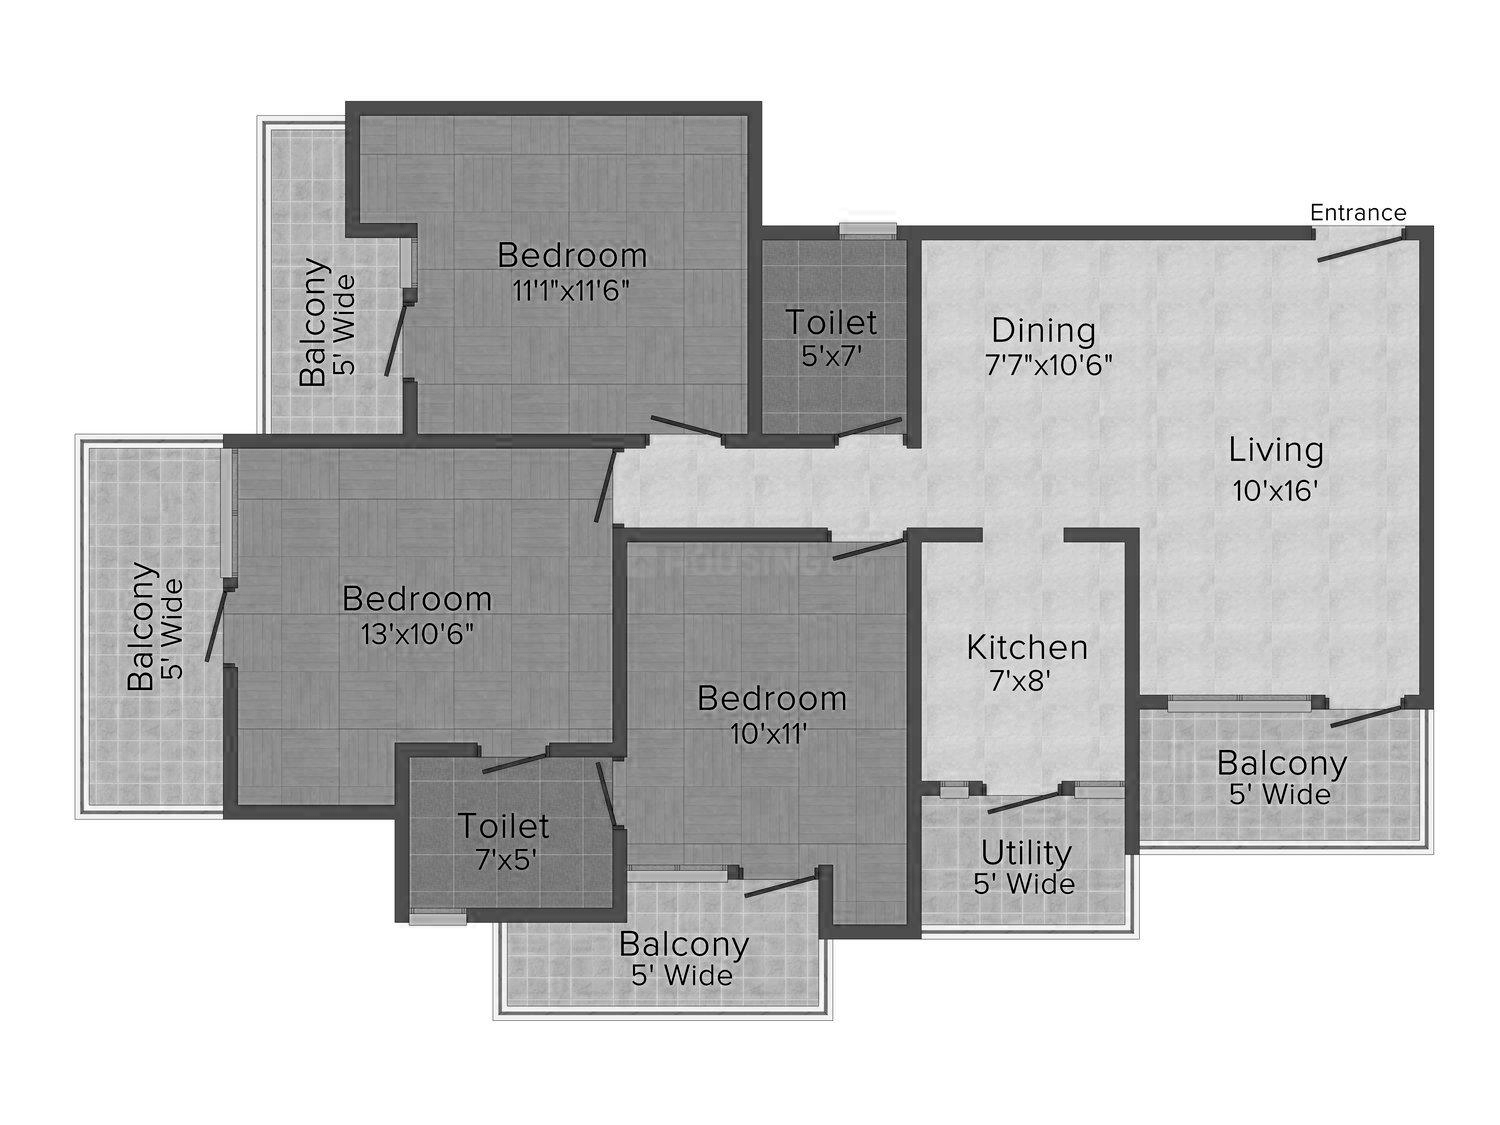 Entrance
Bedroom
11'1"x11'6"
Balcony
5' Wide
Toilet
5'x7'
Dining
7'7"x10'6"
Living
10'x16'
Balcony
5' Wide
Bedroom
13'x10'6"
Bedroom
10'x11'
Kitchen
7'x8'
Balcony
5' Wide
Toilet
7'x5'
Utility
5' Wide
Balcony
5' Wide
HOUSING